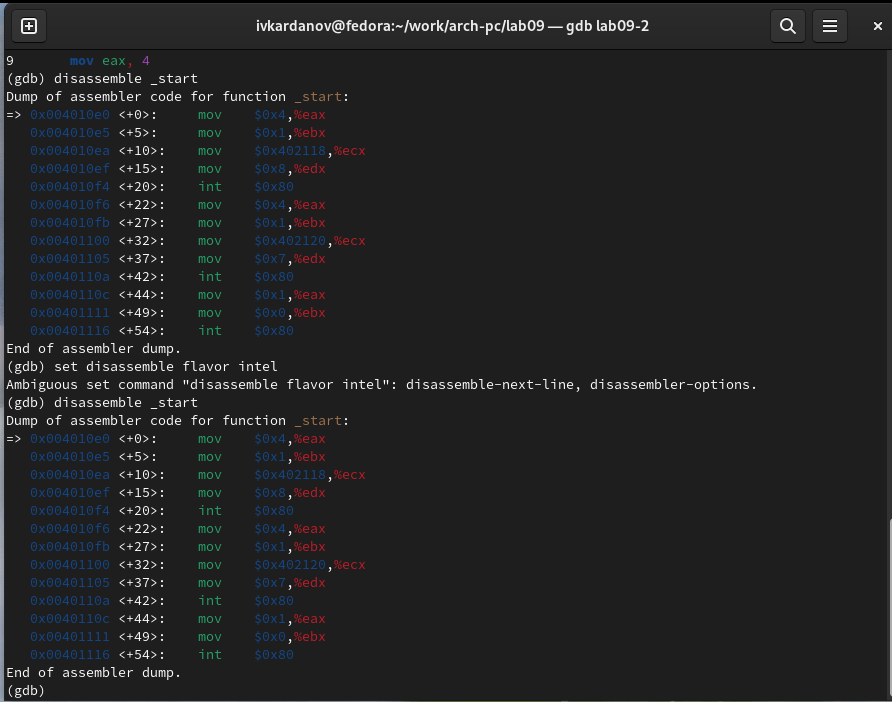 ivkardanov@fedora:~/work/arch-pc/lab09 — gdb lab09-2
9       mov eax, 4
(gdb) disassemble _start
Dump of assembler code for function _start:
=> 0x004010e0 <+0>:     mov    $0x4,%eax
   0x004010e5 <+5>:     mov    $0x1,%ebx
   0x004010ea <+10>:    mov    $0x402118,%ecx
   0x004010ef <+15>:    mov    $0x8,%edx
   0x004010f4 <+20>:    int    $0x80
   0x004010f6 <+22>:    mov    $0x4,%eax
   0x004010fb <+27>:    mov    $0x1,%ebx
   0x00401100 <+32>:    mov    $0x402120,%ecx
   0x00401105 <+37>:    mov    $0x7,%edx
   0x0040110a <+42>:    int    $0x80
   0x0040110c <+44>:    mov    $0x1,%eax
   0x00401111 <+49>:    mov    $0x0,%ebx
   0x00401116 <+54>:    int    $0x80
End of assembler dump.
(gdb) set disassemble flavor intel
Ambiguous set command "disassemble flavor intel": disassemble-next-line, disassembler-options.
(gdb) disassemble _start
Dump of assembler code for function _start:
=> 0x004010e0 <+0>:     mov    $0x4,%eax
   0x004010e5 <+5>:     mov    $0x1,%ebx
   0x004010ea <+10>:    mov    $0x402118,%ecx
   0x004010ef <+15>:    mov    $0x8,%edx
   0x004010f4 <+20>:    int    $0x80
   0x004010f6 <+22>:    mov    $0x4,%eax
   0x004010fb <+27>:    mov    $0x1,%ebx
   0x00401100 <+32>:    mov    $0x402120,%ecx
   0x00401105 <+37>:    mov    $0x7,%edx
   0x0040110a <+42>:    int    $0x80
   0x0040110c <+44>:    mov    $0x1,%eax
   0x00401111 <+49>:    mov    $0x0,%ebx
   0x00401116 <+54>:    int    $0x80
End of assembler dump.
(gdb)